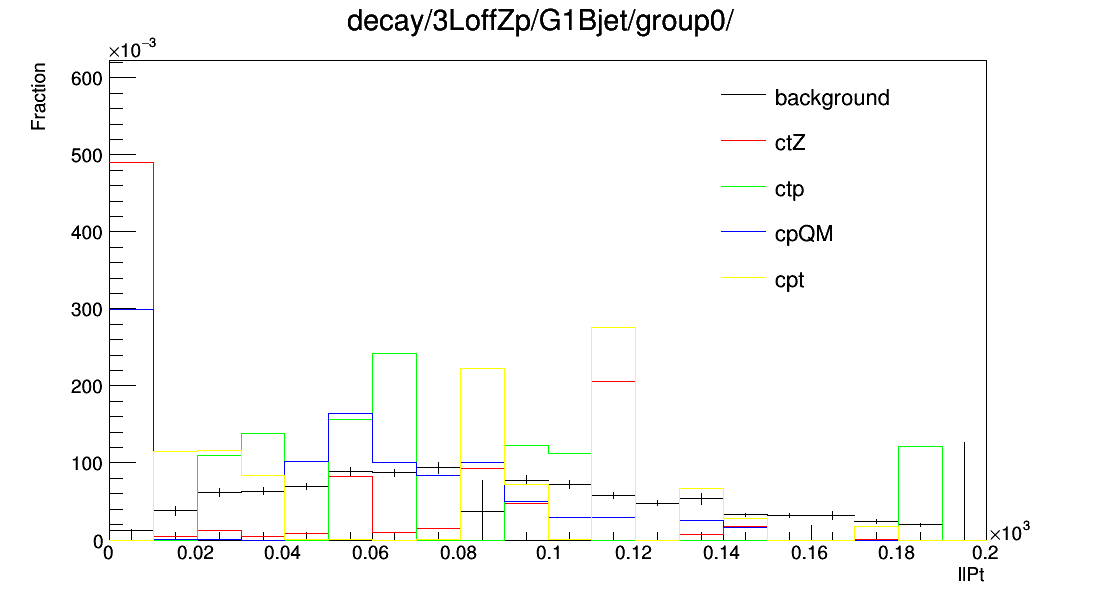 decay/3LoffZp/G1Bjet/group0/
×10⁻³
Fraction
600
500
400
300
200
100
0
background
ctZ
ctp
cpQM
cpt
0 0.02 0.04 0.06 0.08 0.1 0.12 0.14 0.16 0.18 0.2
×10³
llPt